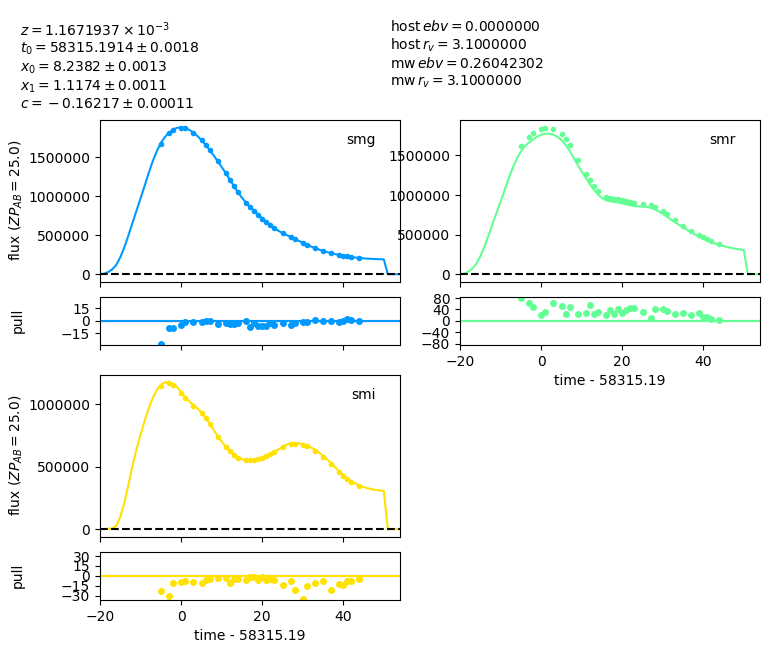 z = 1.1671937 × 10⁻³
t₀ = 58315.1914 ± 0.0018
x₀ = 8.2382 ± 0.0013
x₁ = 1.1174 ± 0.0011
c = −0.16217 ± 0.00011
host ebv = 0.0000000
host r_v = 3.1000000
mw ebv = 0.26042302
mw r_v = 3.1000000
smg
flux (ZP_AB = 25.0)
1500000
1000000
500000
0
pull
15
0
−15
smr
1500000
1000000
500000
0
80
40
0
−40
−80
−20 0 20 40
time - 58315.19
smi
flux (ZP_AB = 25.0)
1000000
500000
0
pull
30
15
0
−15
−30
−20 0 20 40
time - 58315.19